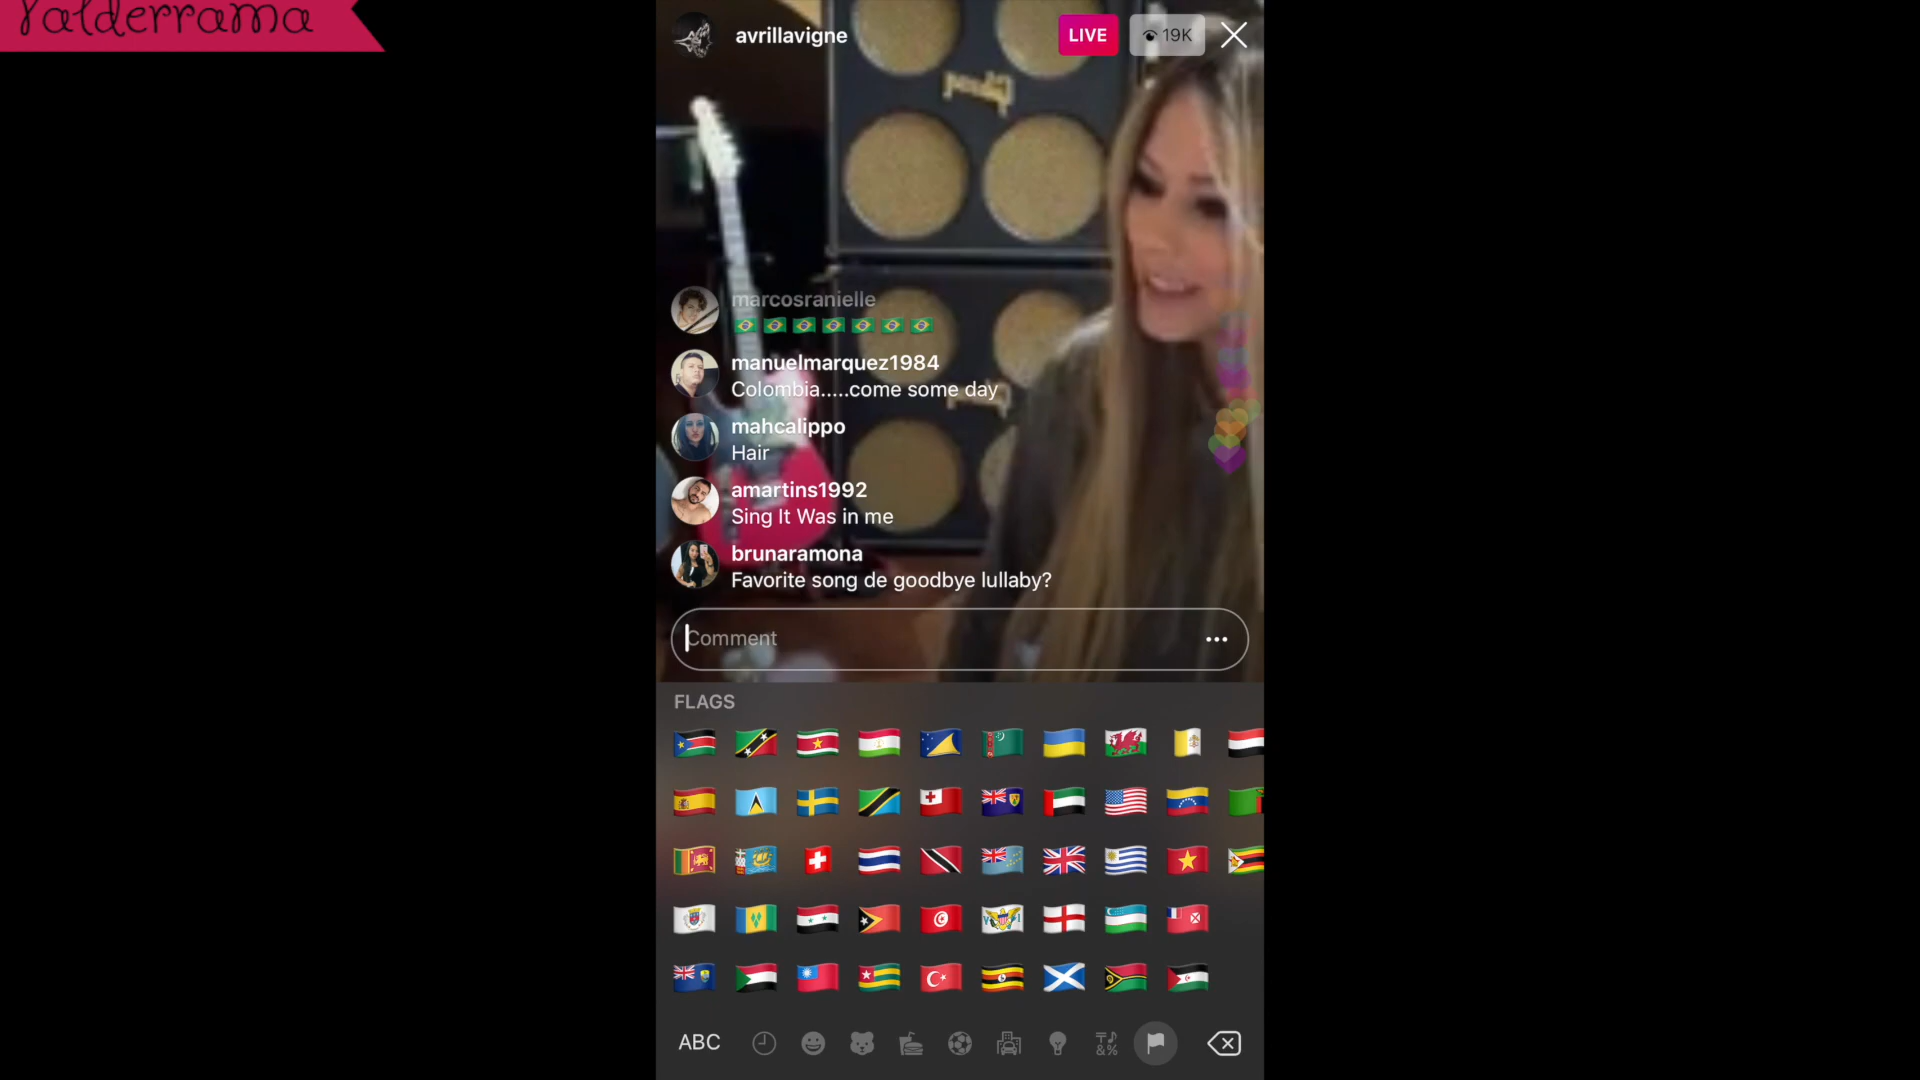 Valderrama
avrillavigne
LIVE
19K
marcosranielle
manuelmarquez1984
Colombia.....come some day
mahcalippo
Hair
amartins1992
Sing It Was in me
brunaramona
Favorite song de goodbye lullaby?
Comment
FLAGS
ABC